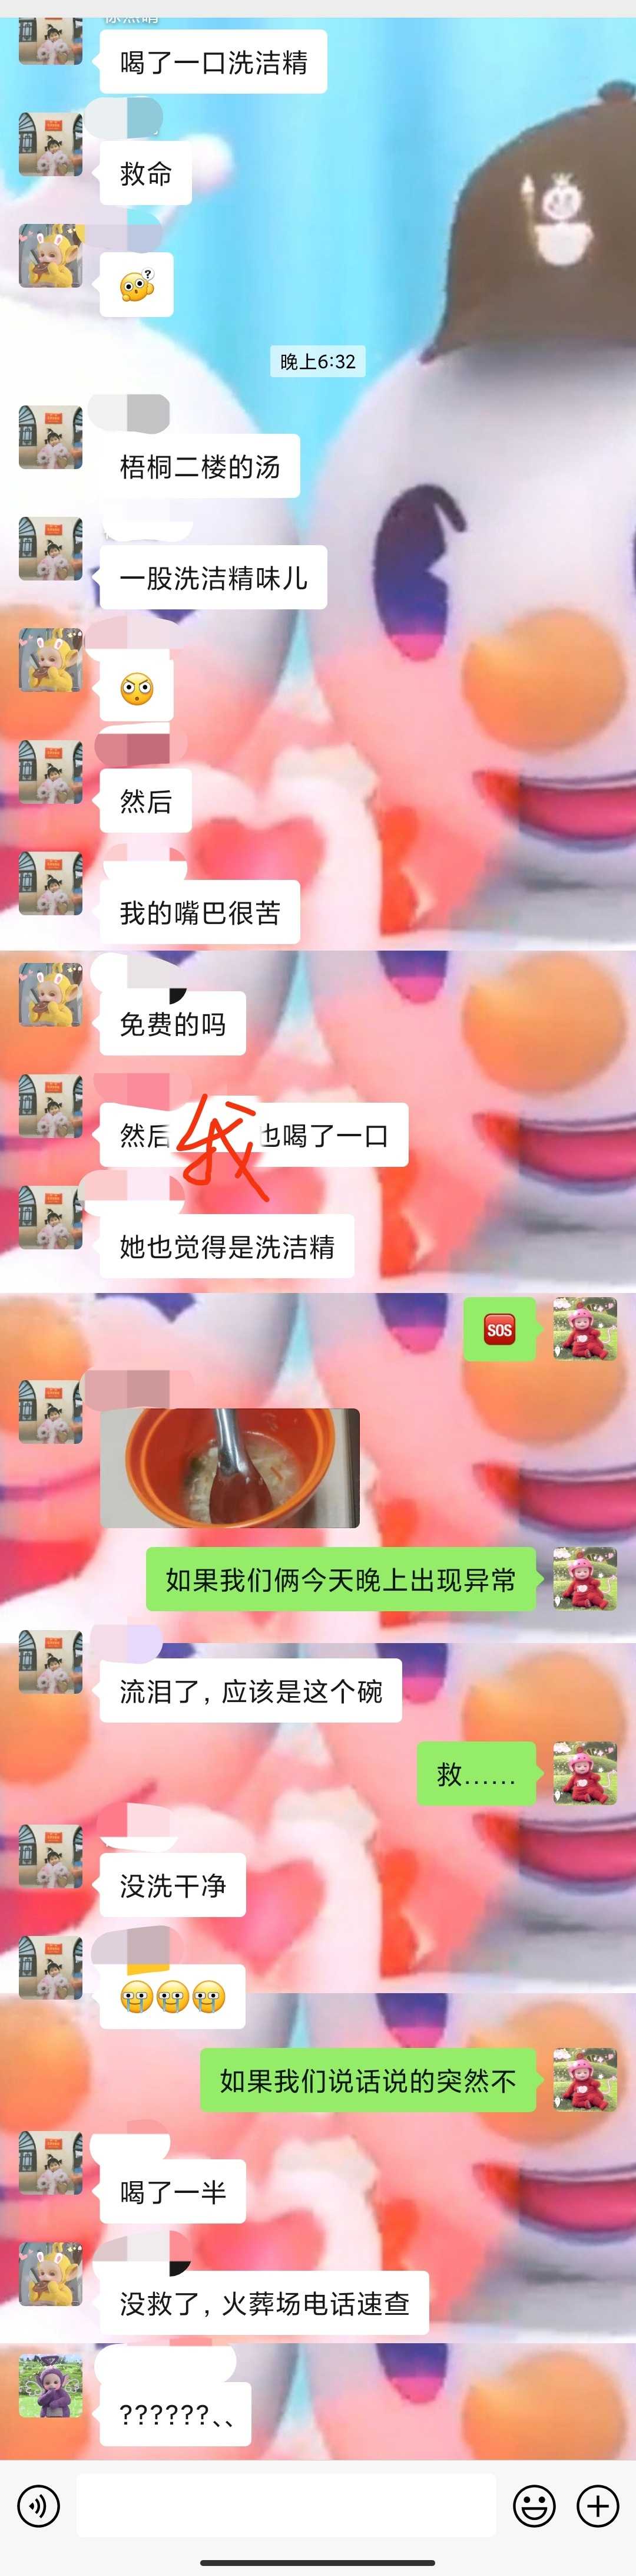 喝了一口洗洁精
救命
晚上6:32
梧桐二楼的汤
一股洗洁精味儿
然后
我的嘴巴很苦
免费的吗
然后我也喝了一口
她也觉得是洗洁精
SOS
如果我们俩今天晚上出现异常
流泪了，应该是这个碗
救……
没洗干净
如果我们说话说的突然不
喝了一半
没救了，火葬场电话速查
??????、、